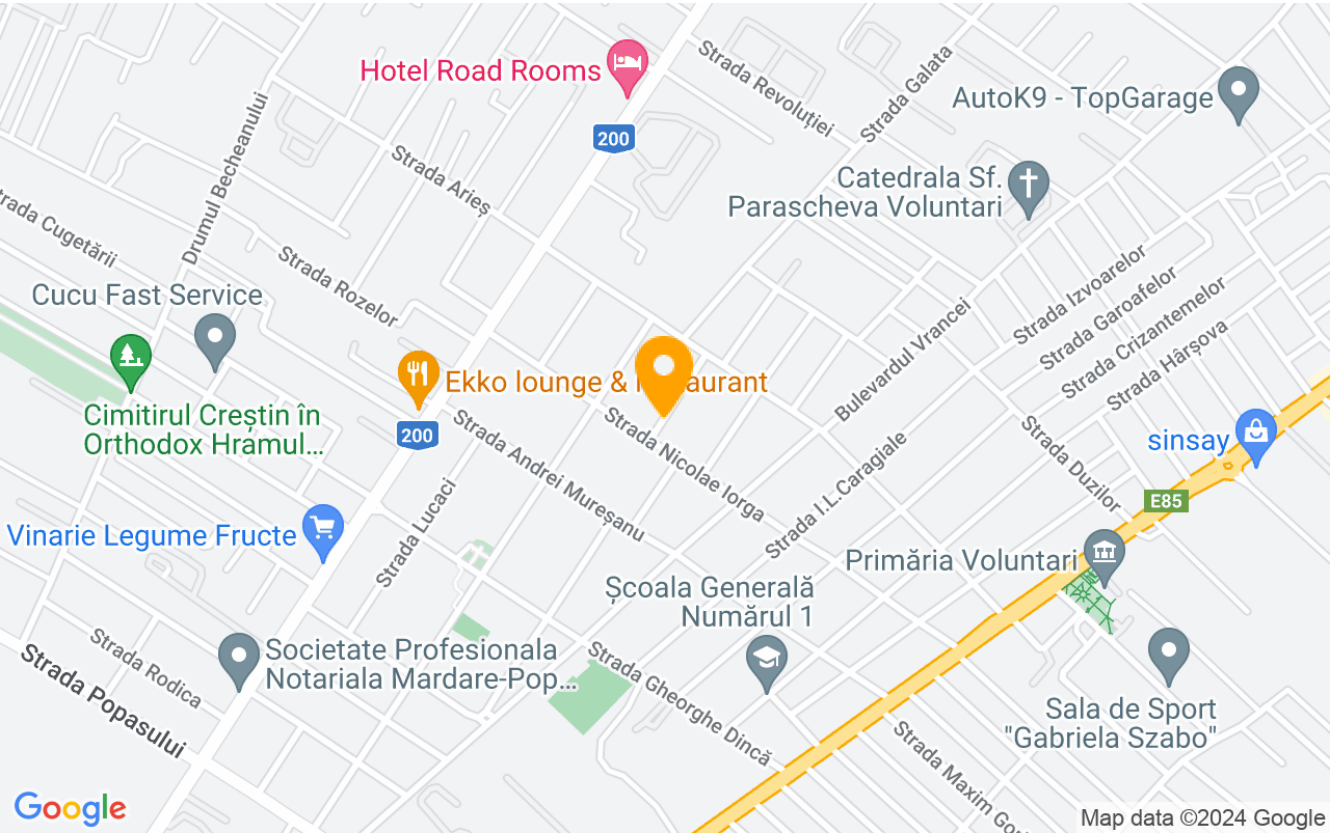 Hotel Road Rooms
200
Strada Revoluției
Strada Galata
AutoK9 - TopGarage
Drumul Becheanului
Strada Arieș
Catedrala Sf.
Parascheva Voluntari
trada Cugetării
Strada Rozelor
Cucu Fast Service
Strada Izvoarelor
Strada Garoafelor
Strada Crizantemelor
Strada Hârșova
Bulevardul Vrancei
Ekko lounge &
aurant
Cimitirul Creștin în
Orthodox Hramul...
200
Strada Andrei Mureșanu
Strada Nicolae Iorga
Strada I.L.Caragiale
Strada Duzilor
sinsay
E85
Strada Lucaci
Vinarie Legume Fructe
Primăria Voluntari
Școala Generală
Numărul 1
Strada Rodica
Strada Popasului
Societate Profesionala
Notariala Mardare-Pop...
Strada Gheorghe Dincă
Sala de Sport
"Gabriela Szabo"
Strada Maxim Go
Google
Map data ©2024 Google